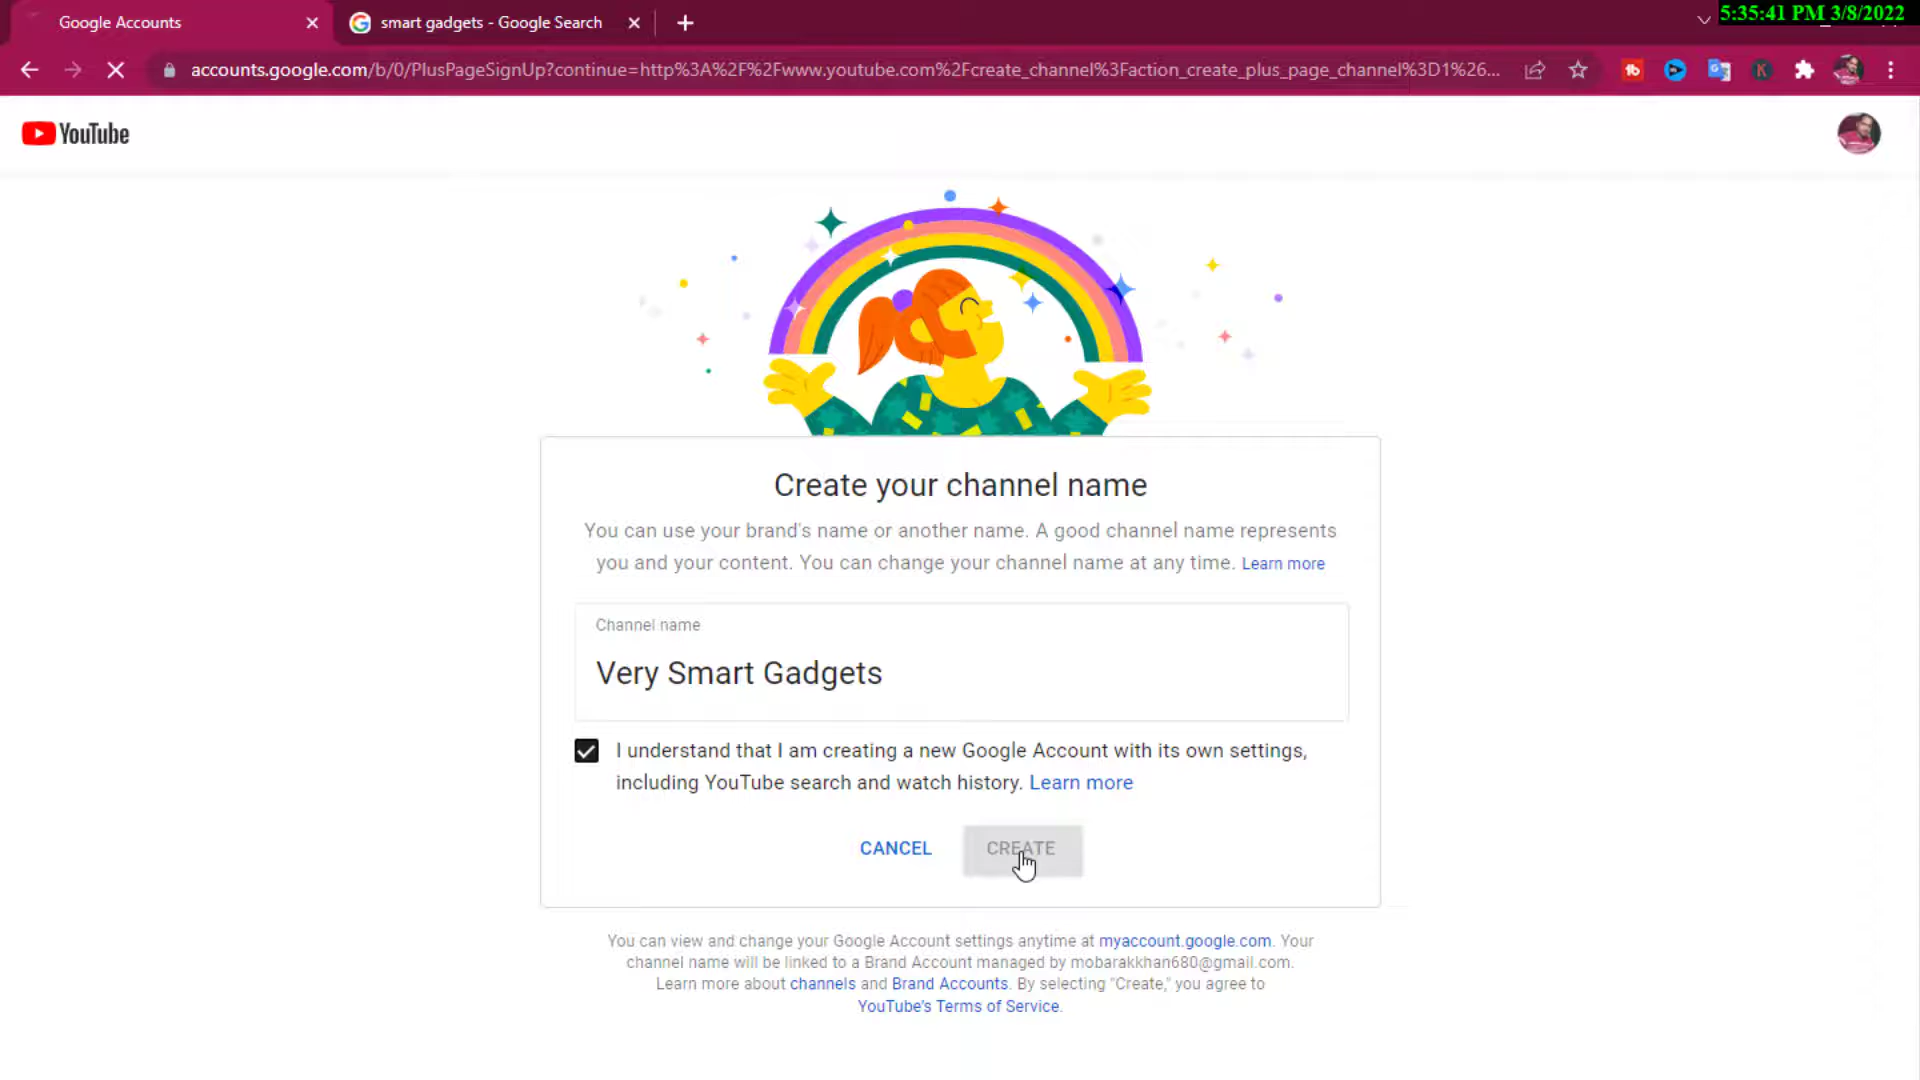 Google Accounts
smart gadgets - Google Search
5:35:41 PM 3/8/2022
accounts.google.com/b/0/PlusPageSignUp?continue=http%3A%2F%2Fwww.youtube.com%2Fcreate_channel%3Faction_create_plus_page_channel%3D1%26...
YouTube
Create your channel name
You can use your brand's name or another name. A good channel name represents
you and your content. You can change your channel name at any time. Learn more
Channel name
Very Smart Gadgets
I understand that I am creating a new Google Account with its own settings,
including YouTube search and watch history. Learn more
CANCEL CREATE
You can view and change your Google Account settings anytime at myaccount.google.com. Your
channel name will be linked to a Brand Account managed by mobarakkhan680@gmail.com.
Learn more about channels and Brand Accounts. By selecting "Create," you agree to
YouTube's Terms of Service.